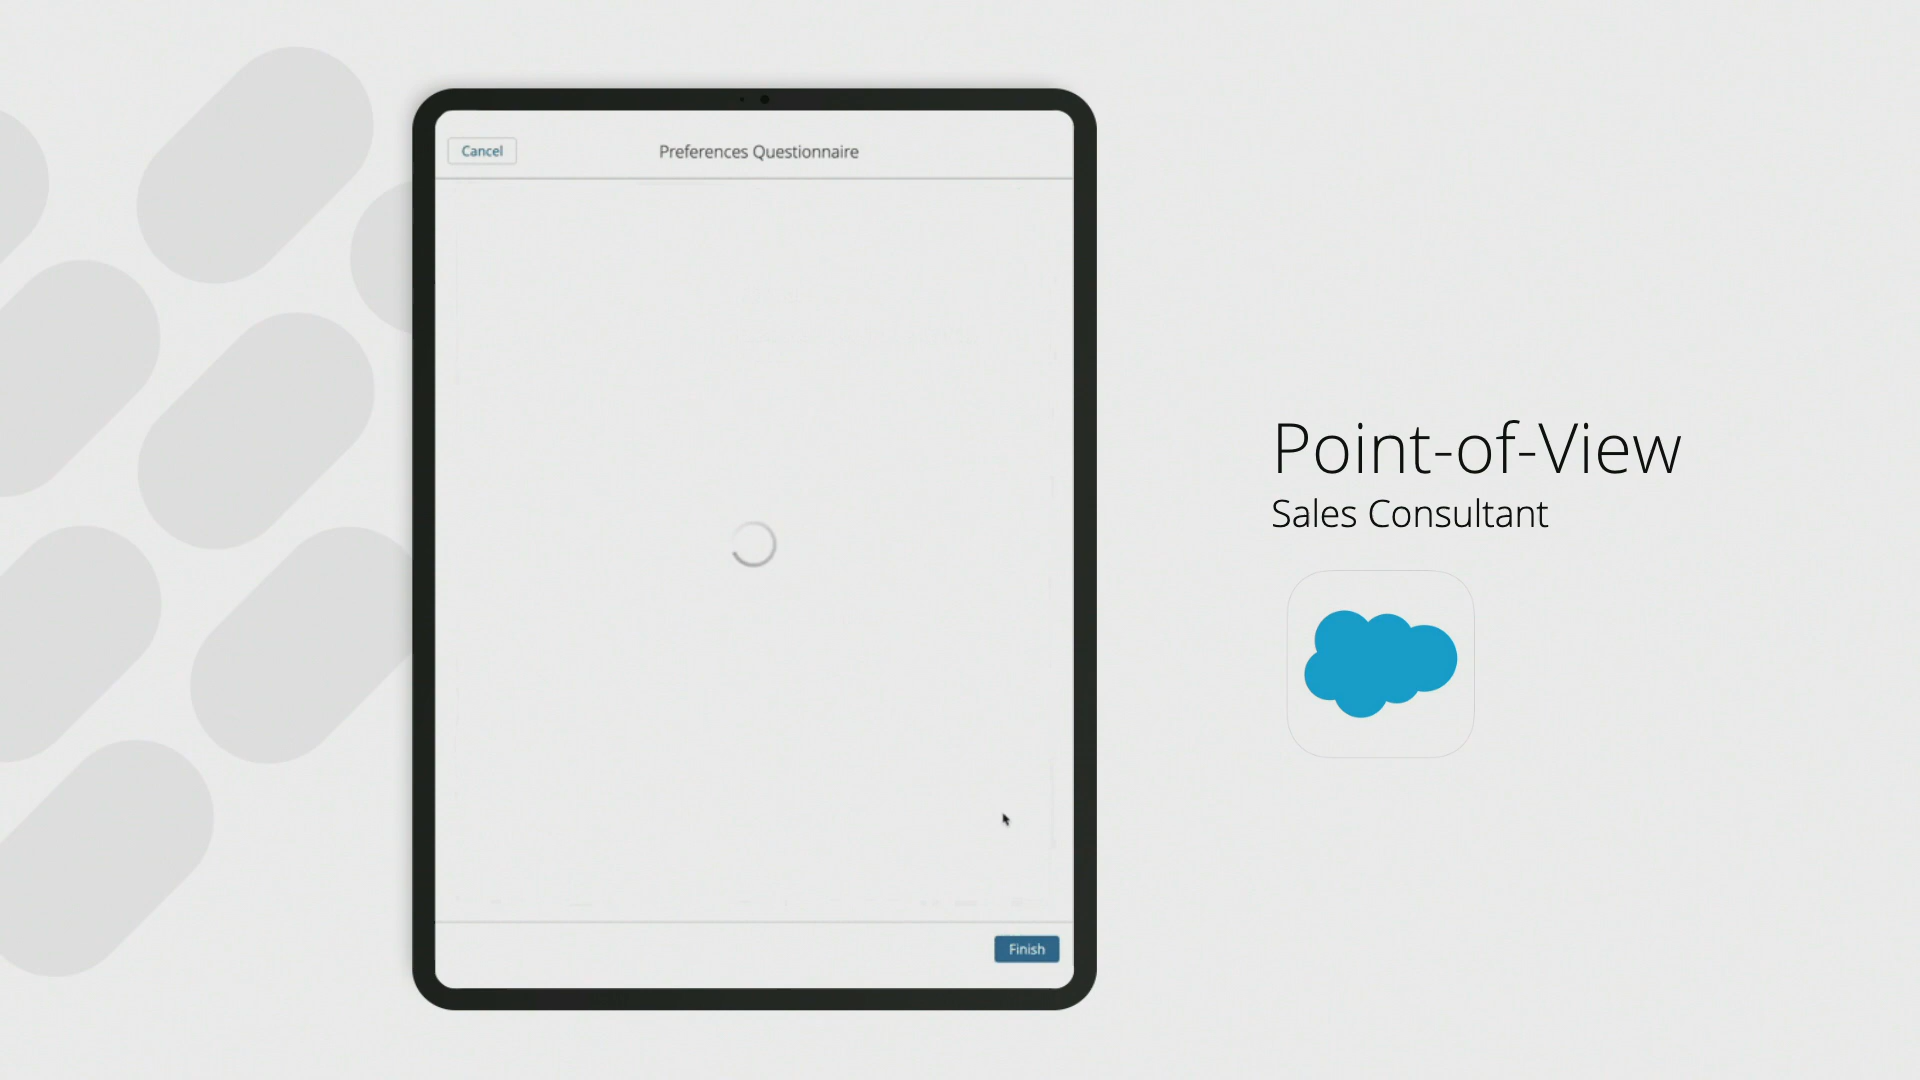 Cancel
Preferences Questionnaire
Finish
Point-of-View
Sales Consultant